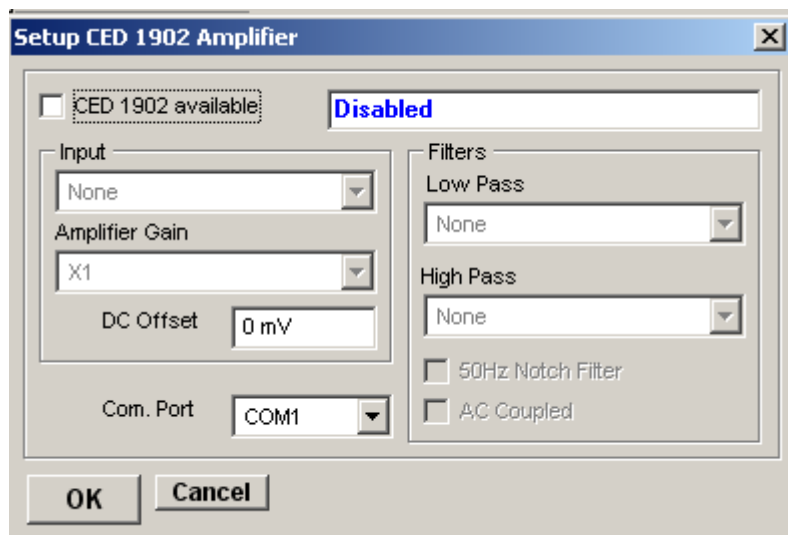 Setup CED 1902 Amplifier
CED 1902 available
Disabled
Input
None
Amplifier Gain
X1
DC Offset
0 mV
Com. Port
COM1
Filters
Low Pass
None
High Pass
None
50Hz Notch Filter
AC Coupled
OK
Cancel